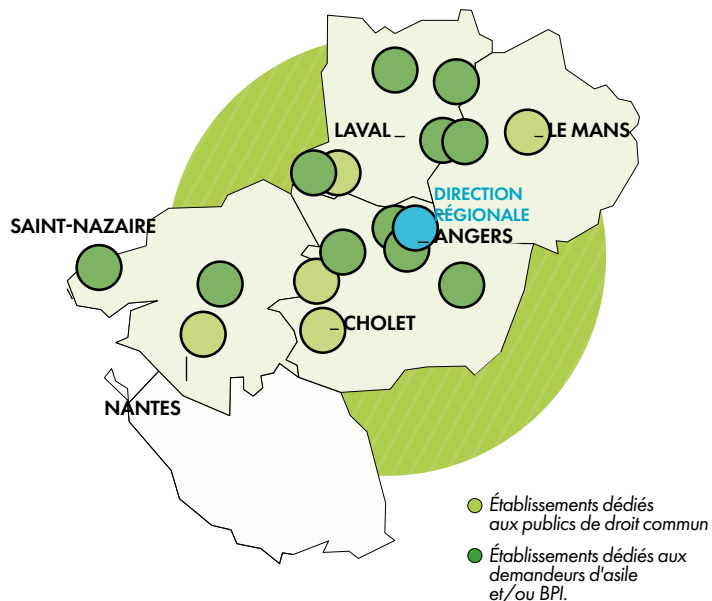 LAVAL
LE MANS
DIRECTION
RÉGIONALE
ANGERS
SAINT-NAZAIRE
CHOLET
NANTES
Établissements dédiés
aux publics de droit commun
Établissements dédiés aux
demandeurs d'asile
et/ou BPI.